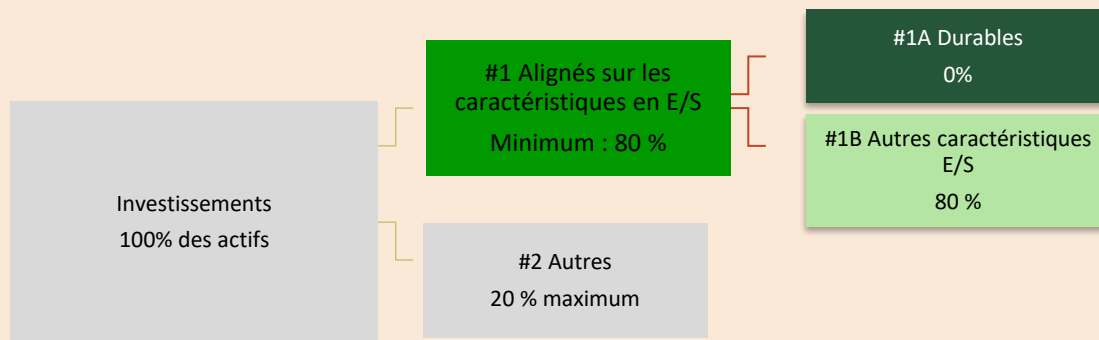 Investissements
100% des actifs
#1 Alignés sur les
caractéristiques en E/S
Minimum : 80 %
#2 Autres
20 % maximum
#1A Durables
0%
#1B Autres caractéristiques
E/S
80 %